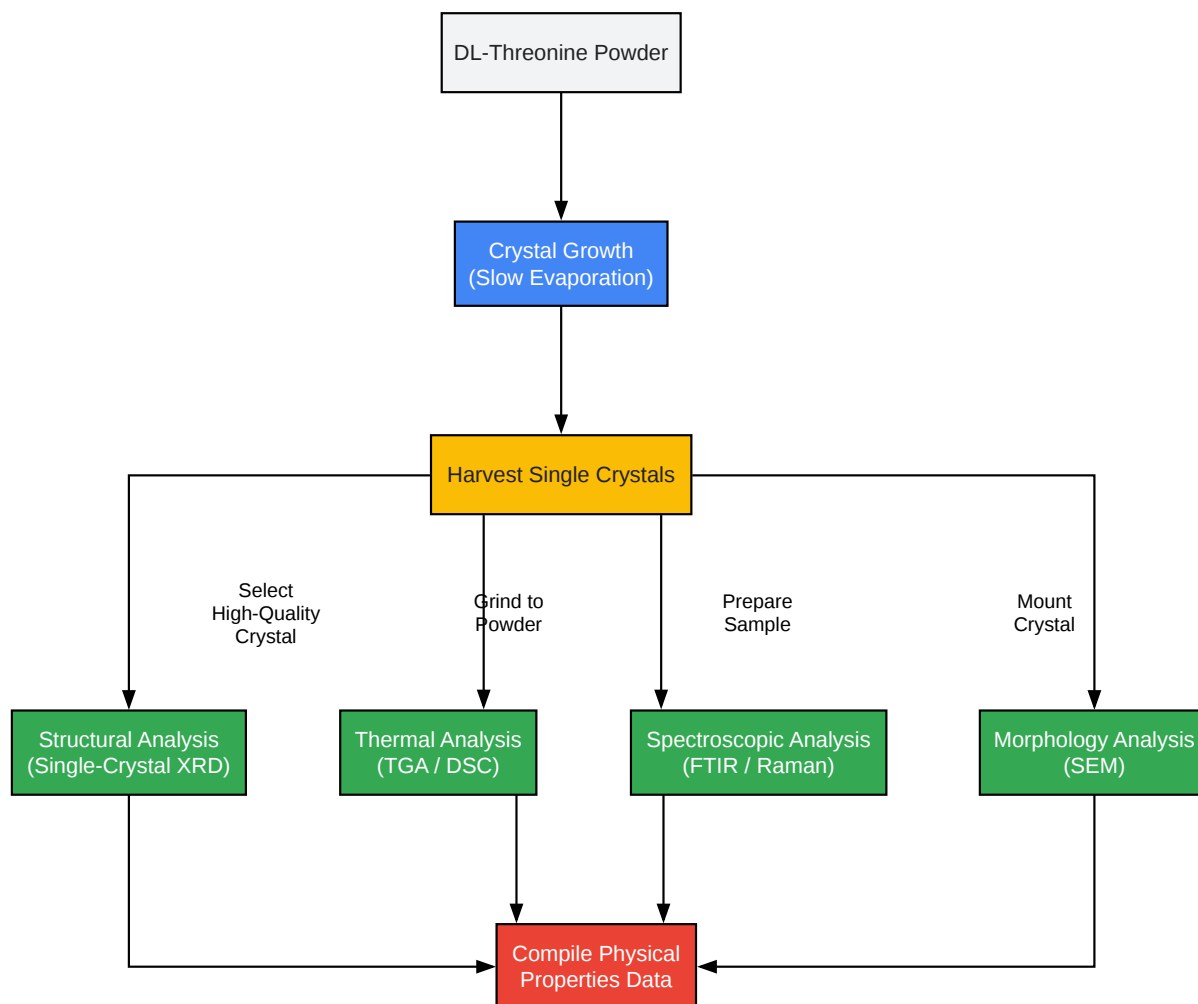 DL-Threonine Powder
Crystal Growth
(Slow Evaporation)
Harvest Single Crystals
Select
High-Quality
Crystal
Grind to
Powder
Prepare
Sample
Mount
Crystal
Structural Analysis
(Single-Crystal XRD)
Thermal Analysis
(TGA / DSC)
Spectroscopic Analysis
(FTIR / Raman)
Morphology Analysis
(SEM)
Compile Physical
Properties Data